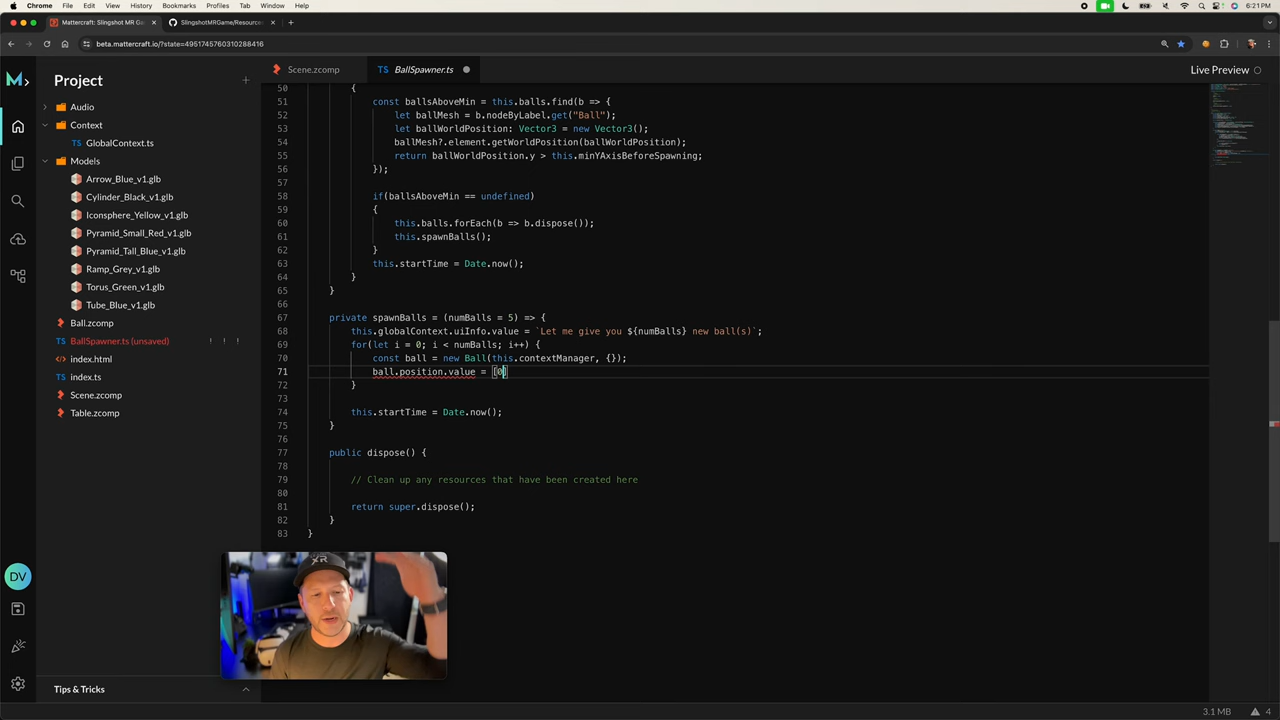 Chrome File Edit View History Bookmarks Profiles Tab Window Help 6:21 PM
Mattercraft: Slingshot MR Ga SlingshotMRGame/Resource
beta.mattercraft.io/?state=4951745760310288416
M Project Scene.zcomp TS BallSpawner.ts Live Preview
Audio
Context
TS GlobalContext.ts
Models
Arrow_Blue_v1.glb
Cylinder_Black_v1.glb
Iconsphere_Yellow_v1.glb
Pyramid_Small_Red_v1.glb
Pyramid_Tall_Blue_v1.glb
Ramp_Grey_v1.glb
Torus_Green_v1.glb
Tube_Blue_v1.glb
Ball.zcomp
BallSpawner.ts (unsaved) ! ! !
index.html
TS index.ts
Scene.zcomp
Table.zcomp
50 {
51 const ballsAboveMin = this.balls.find(b => {
52 let ballMesh = b.nodeByLabel.get("Ball");
53 let ballWorldPosition: Vector3 = new Vector3();
54 ballMesh?.element.getWorldPosition(ballWorldPosition);
55 return ballWorldPosition.y > this.minYAxisBeforeSpawning;
56 });
57
58 if(ballsAboveMin == undefined)
59 {
60 this.balls.forEach(b => b.dispose());
61 this.spawnBalls();
62 }
63 this.startTime = Date.now();
64 }
65 }
66
67 private spawnBalls = (numBalls = 5) => {
68 this.globalContext.uiInfo.value = `Let me give you ${numBalls} new ball(s)`;
69 for(let i = 0; i < numBalls; i++) {
70 const ball = new Ball(this.contextManager, {});
71 ball.position.value = [0]
72 }
73
74 this.startTime = Date.now();
75 }
76
77 public dispose() {
78
79 // Clean up any resources that have been created here
80
81 return super.dispose();
82 }
83 }
XR
DV
Tips & Tricks
3.1 MB 4